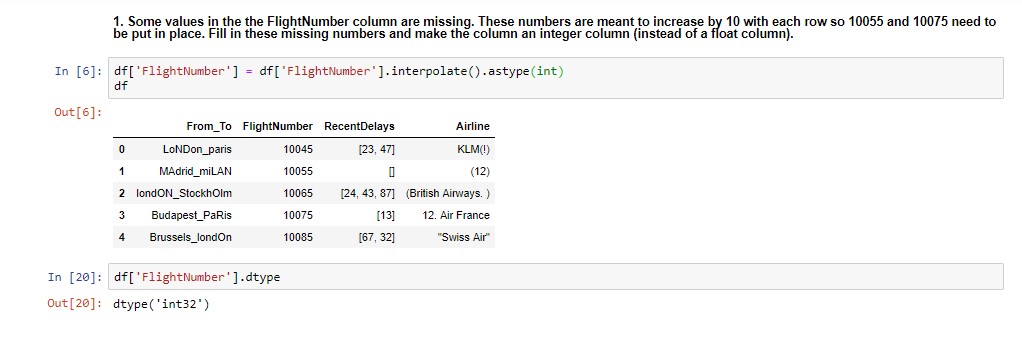 1. Some values in the the FlightNumber column are missing. These numbers are meant to increase by 10 with each row so 10055 and 10075 need to
be put in place. Fill in these missing numbers and make the column an integer column (instead of a float column).
In [6]: df['FlightNumber'] = df['FlightNumber'].interpolate().astype(int)
df
Out[6]:
From_To FlightNumber RecentDelays Airline
0 LoNDon_paris 10045 [23, 47] KLM(!)
1 MAdrid_miLAN 10055 [] (12)
2 londON_StockhOlm 10065 [24, 43, 87] (British Airways. )
3 Budapest_PaRis 10075 [13] 12. Air France
4 Brussels_londOn 10085 [67, 32] "Swiss Air"
In [20]: df['FlightNumber'].dtype
Out[20]: dtype('int32')